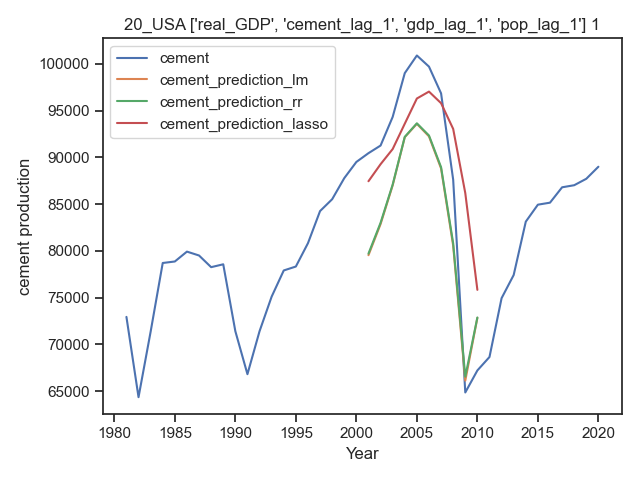 20_USA ['real_GDP', 'cement_lag_1', 'gdp_lag_1', 'pop_lag_1'] 1
cement
cement_prediction_lm
cement_prediction_rr
cement_prediction_lasso
100000
95000
90000
85000
80000
75000
70000
65000
cement production
1980 1985 1990 1995 2000 2005 2010 2015 2020
Year